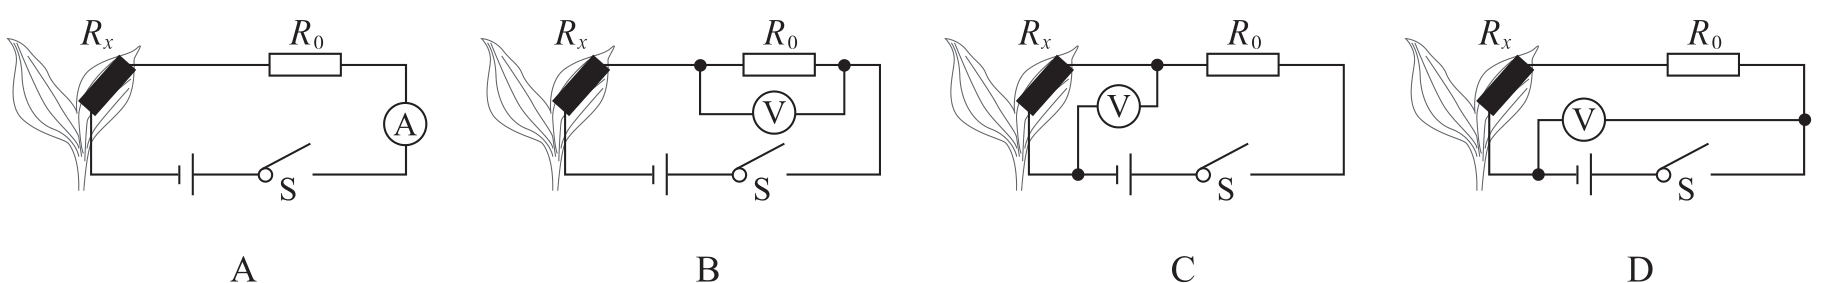 Rₓ R₀ A S
A
Rₓ R₀ V S
B
Rₓ R₀ V S
C
Rₓ R₀ V S
D